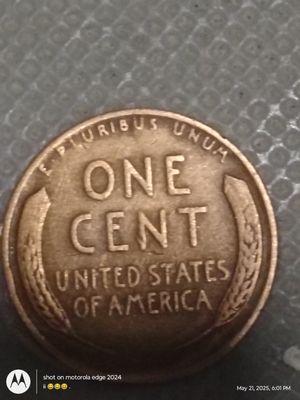 E·PLURIBUS UNUM
ONE
CENT
UNITED STATES
OF AMERICA
shot on motorola edge 2024
May 21, 2025, 6:01 PM